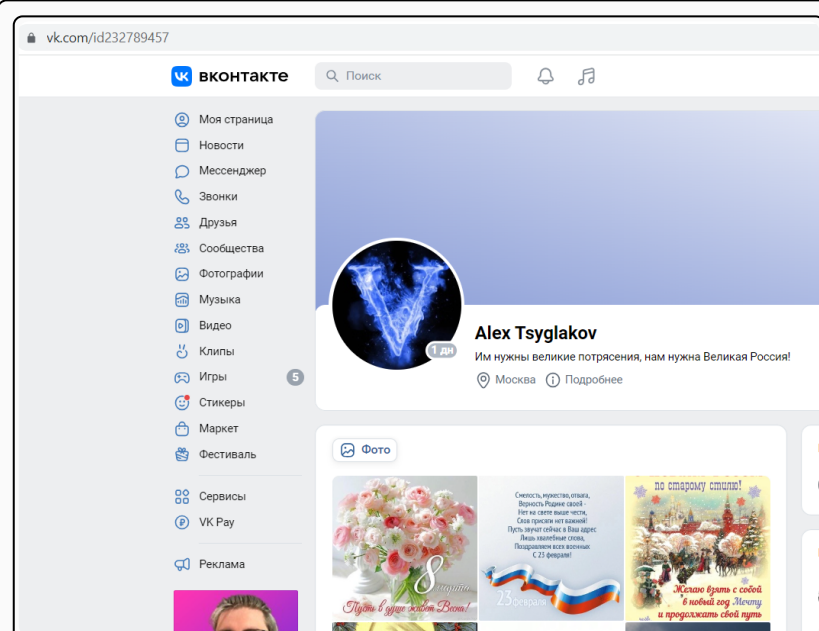 vk.com/id232789457
вконтакте
Поиск
Моя страница
Новости
Мессенджер
Звонки
Друзья
Сообщества
Фотографии
Музыка
Видео
Клипы
Игры
5
Стикеры
Маркет
Фестиваль
Сервисы
VK Pay
Реклама
1 дн
Alex Tsyglakov
Им нужны великие потрясения, нам нужна Великая Россия!
Москва
Подробнее
Фото
8
марта
Пусть в душе живет Весна!
Смелость, мужество, отвага,
Верность Родине своей -
Нет на свете выше чести,
Слов присяги нет важней!
Пусть звучат сейчас в Ваш адрес
Лишь хвалебные слова,
Поздравляем всех военных
С 23 февраля!
23 февраля
по старому стилю!
Желаю взять с собой
в новый год Мечту
и продолжать свой путь